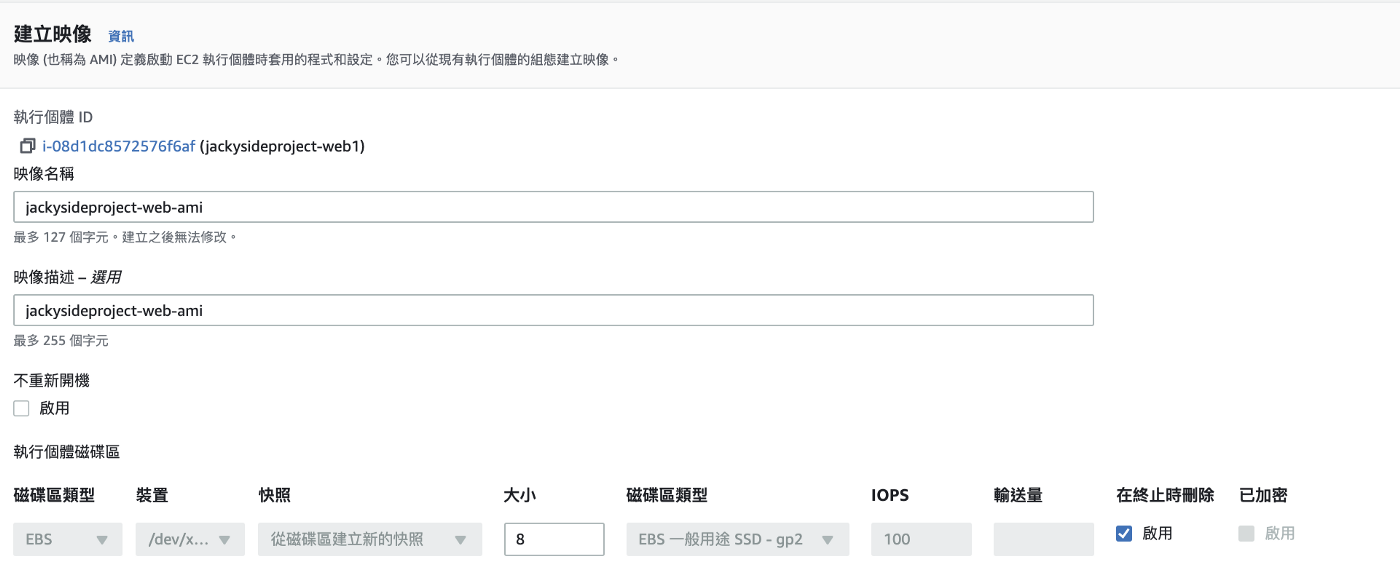 建立映像 資訊
映像 (也稱為 AMI) 定義啟動 EC2 執行個體時套用的程式和設定。您可以從現有執行個體的組態建立映像。
執行個體 ID
i-08d1dc8572576f6af (jackysideproject-web1)
映像名稱
jackysideproject-web-ami
最多 127 個字元。建立之後無法修改。
映像描述 – 選用
jackysideproject-web-ami
最多 255 個字元
不重新開機
啟用
執行個體磁碟區
磁碟區類型 裝置 快照 大小 磁碟區類型 IOPS 輸送量 在終止時刪除 已加密
EBS /dev/x... 從磁碟區建立新的快照 8 EBS 一般用途 SSD - gp2 100 啟用 啟用